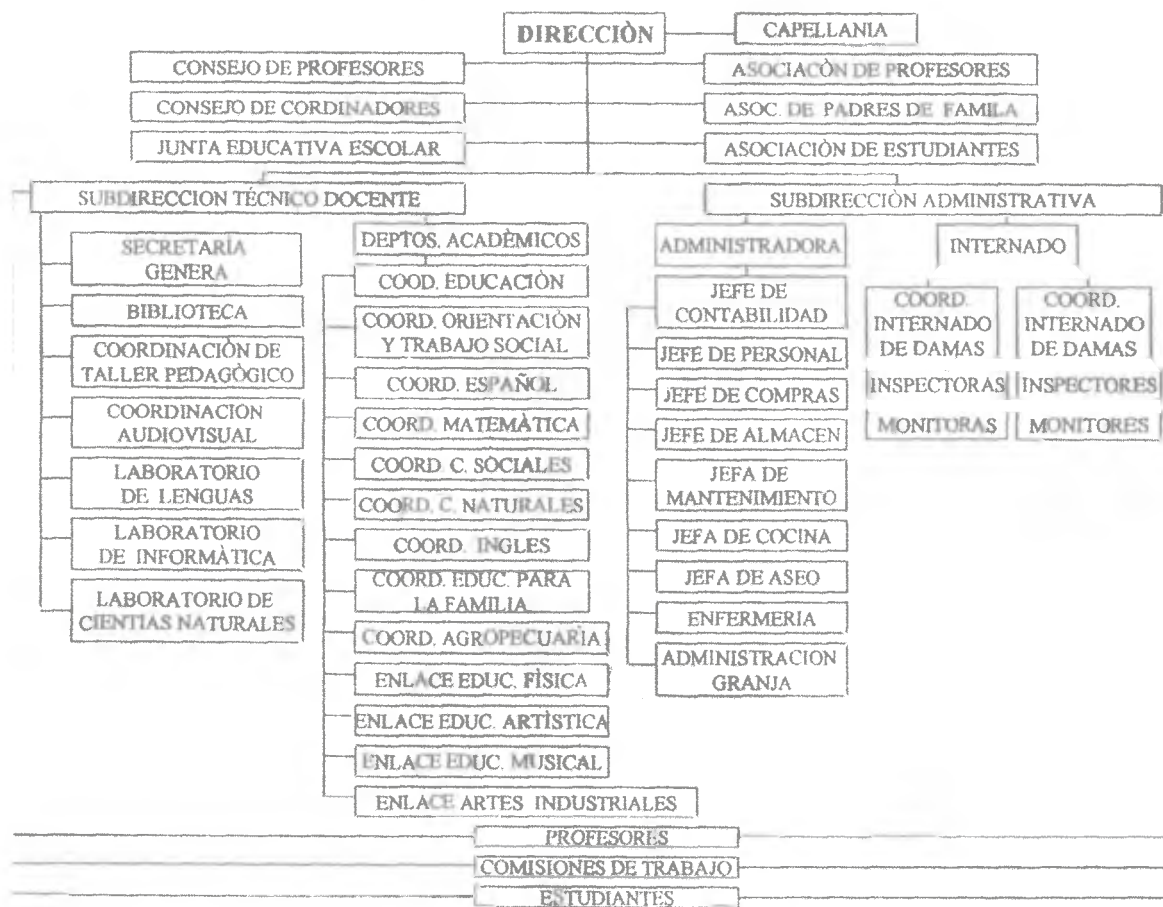 DIRECCIÒN
CAPELLANIA
CONSEJO DE PROFESORES
ASOCIACÒN DE PROFESORES
CONSEJO DE CORDINADORES
ASOC. DE PADRES DE FAMILA
JUNTA EDUCATIVA ESCOLAR
ASOCIACIÒN DE ESTUDIANTES
SUBDIRECCION TÉCNICO DOCENTE
SUBDIRECCIÒN ADMINISTRATIVA
SECRETARÍA
GENERA
BIBLIOTECA
COORDINACIÒN DE
TALLER PEDAGÒGICO
COORDINACION
AUDIOVISUAL
LABORATORIO
DE LENGUAS
LABORATORIO
DE INFORMÀTICA
LABORATORIO DE
CIENTIAS NATURALES
DEPTOS. ACADÈMICOS
COOD. EDUCACIÒN
COORD. ORIENTACIÒN
Y TRABAJO SOCIAL
COORD. ESPAÑOL
COORD. MATEMÀTICA
COORD C. SOCIALES
COORD. C. NATURALES
COORD. INGLES
COORD. EDUC. PARA
LA FAMILIA
COORD. AGROPECUARÌA
ENLACE EDUC. FÌSICA
ENLACE EDUC. ARTÌSTICA
ENLACE EDUC. MUSICAL
ENLACE ARTES INDUSTRIALES
ADMINISTRADORA
JEFE DE
CONTABILIDAD
JEFE DE PERSONAL
JEFE DE COMPRAS
JEFE DE ALMACEN
JEFA DE
MANTENIMIENTO
JEFA DE COCINA
JEFA DE ASEO
ENFERMERIA
ADMINISTRACION
GRANJA
INTERNADO
COORD.
INTERNADO
DE DAMAS
INSPECTORAS
MONITORAS
COORD.
INTERNADO
DE DAMAS
INSPECTORES
MONITORES
PROFESORES
COMISIONES DE TRABAJO
ESTUDIANTES